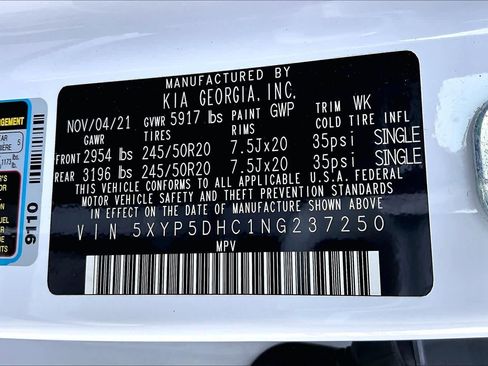 MANUFACTURED BY
KIA GEORGIA, INC.
NOV/04/21 GVWR 5917 lbs PAINT GWP TRIM WK
GAWR TIRES RIMS COLD TIRE INFL
FRONT 2954 lbs 245/50R20 7.5Jx20 35psi SINGLE
REAR 3196 lbs 245/50R20 7.5Jx20 35psi SINGLE
THIS VEHICLE CONFORMS TO ALL APPLICABLE U.S.A. FEDERAL
MOTOR VEHICLE SAFETY AND THEFT PREVENTION STANDARDS
IN EFFECT ON THE DATE OF MANUFACTURE SHOWN ABOVE
VIN 5XYP5DHC1NG237250
MPV
9110